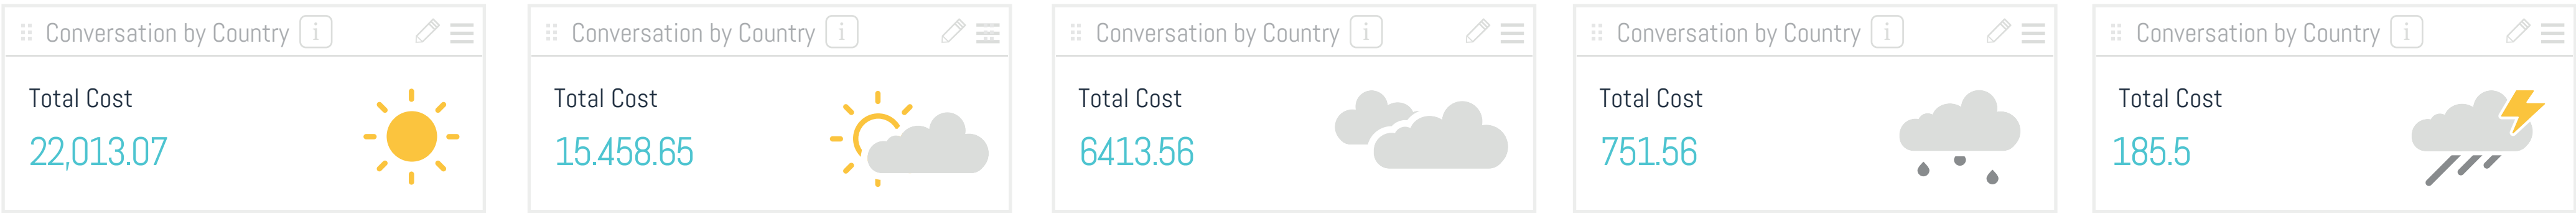 Conversation by Country i
Total Cost
22,013.07
Conversation by Country i
Total Cost
15.458.65
Conversation by Country i
Total Cost
6413.56
Conversation by Country i
Total Cost
751.56
Conversation by Country i
Total Cost
185.5